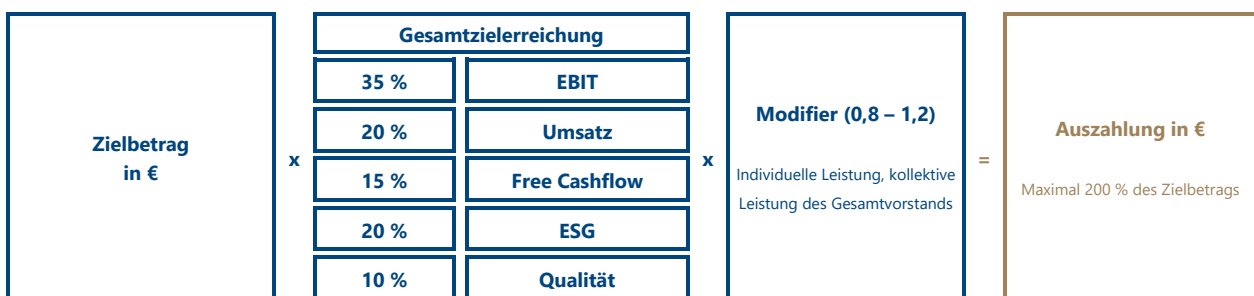 Zielbetrag
in €
x
Gesamtzielerreichung
35 % EBIT
20 % Umsatz
15 % Free Cashflow
20 % ESG
10 % Qualität
x
Modifier (0,8 – 1,2)
Individuelle Leistung, kollektive
Leistung des Gesamtvorstands
=
Auszahlung in €
Maximal 200 % des Zielbetrags